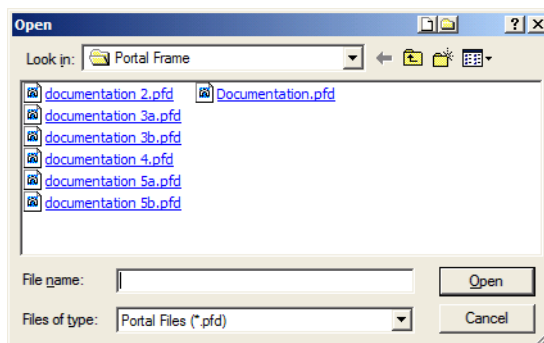 Open
Look in: Portal Frame
documentation 2.pfd Documentation.pfd
documentation 3a.pfd
documentation 3b.pfd
documentation 4.pfd
documentation 5a.pfd
documentation 5b.pfd
File name: Open
Files of type: Portal Files (*.pfd) Cancel